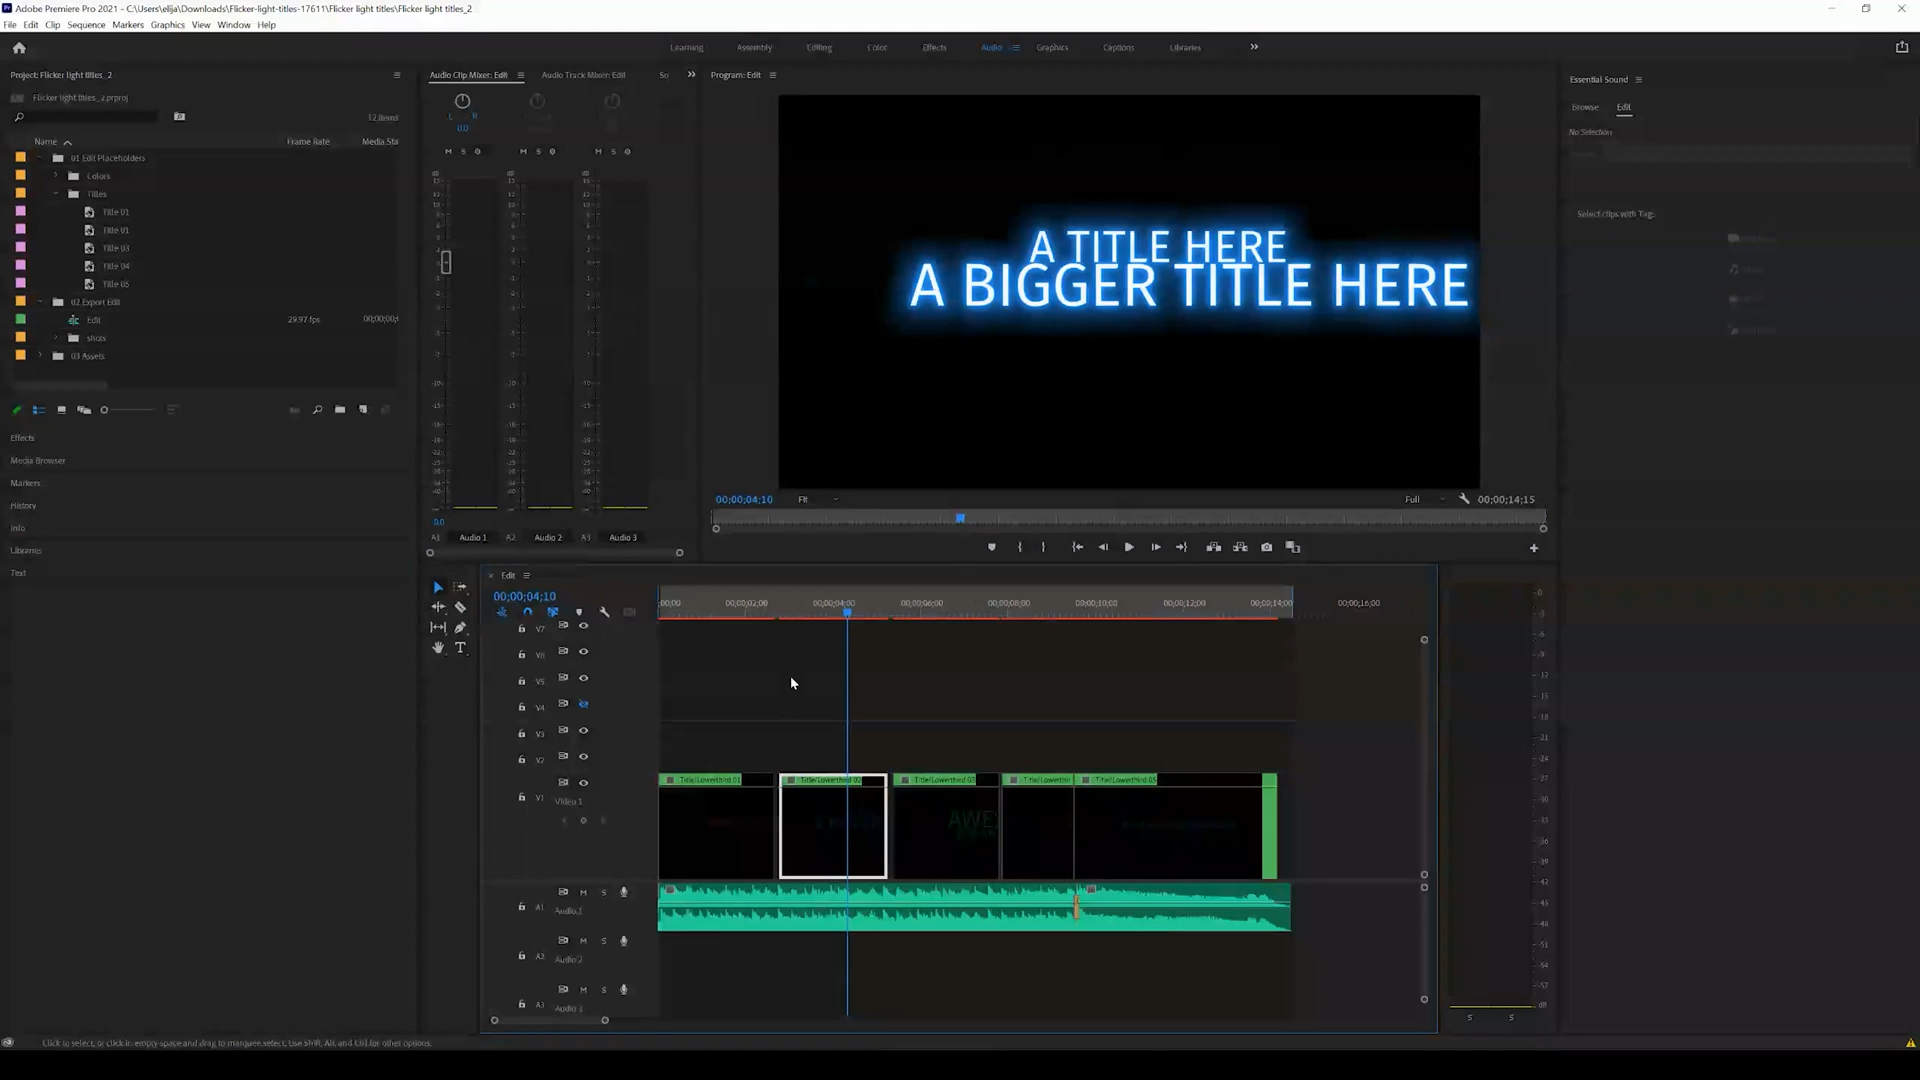 Adobe Premiere Pro 2021 - C:\Users\elija\Downloads\Flicker-light-titles-17611\Flicker light titles\Flicker light titles_2
File Edit Clip Sequence Markers Graphics View Window Help
Learning Assembly Editing Color Effects Audio Graphics Captions Libraries
Project: Flicker light titles_2
Audio Clip Mixer: Edit
Audio Track Mixer: Edit
So
Program: Edit
Essential Sound
Flicker light titles_2.prproj
Browse Edit
12 Items
No Selection
Name Frame Rate Media Sta
01 Edit Placeholders
Colors
Titles
Title 01
Title 01
Title 03
Title 04
Title 05
02 Export Edit
Edit 29.97 fps 00;00;00;
shots
03 Assets
L R
0.0
M S
M S
M S
A TITLE HERE
A BIGGER TITLE HERE
Select clips with Tag:
Effects
Media Browser
Markers
History
Info
Libraries
Text
0.0
A1 Audio 1 A2 Audio 2 A3 Audio 3
00;00;04;10 Fit Full 00;00;14;15
Edit
00;00;04;10
;00;00 00;00;02;00 00;00;04;00 00;00;06;00 00;00;08;00 00;00;10;00 00;00;12;00 00;00;14;00 00;00;16;00
V7
V5
V4
V3
V2
V1 Video 1
Title/Lowerthird 01 Title/Lowerthird 02 Title/Lowerthird 03 Title/Lowerthir Title/Lowerthird 05
AWES
A1 M S Audio 1
A2 M S Audio 2
A3 M S Audio 3
S S
dB
Click to select, or click in empty space and drag to marquee select. Use Shift, Alt, and Ctrl for other options.